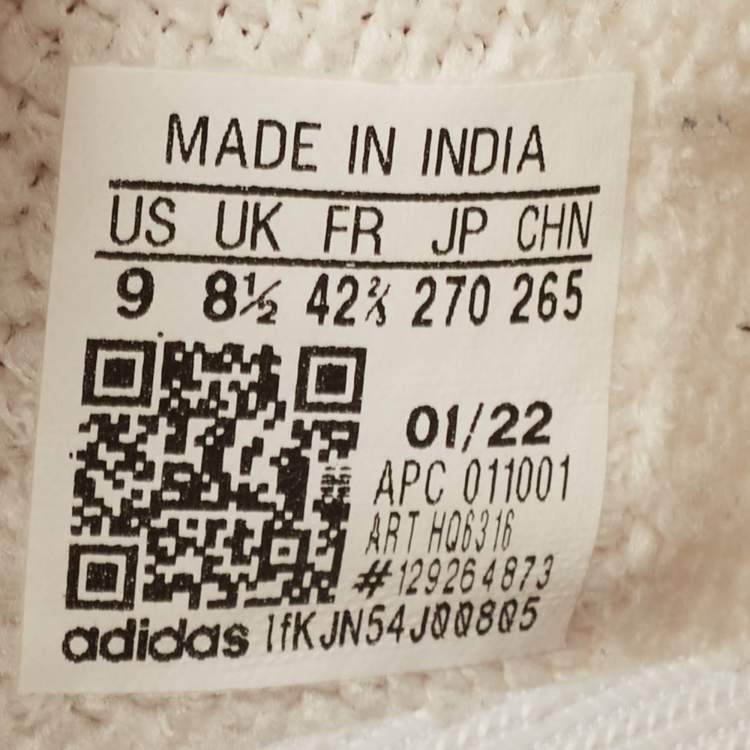 MADE IN INDIA
US UK FR JP CHN
9 8½ 42⅔ 270 265
01/22
APC 011001
ART HQ6316
#129264873
adidas lfKJN54J00805